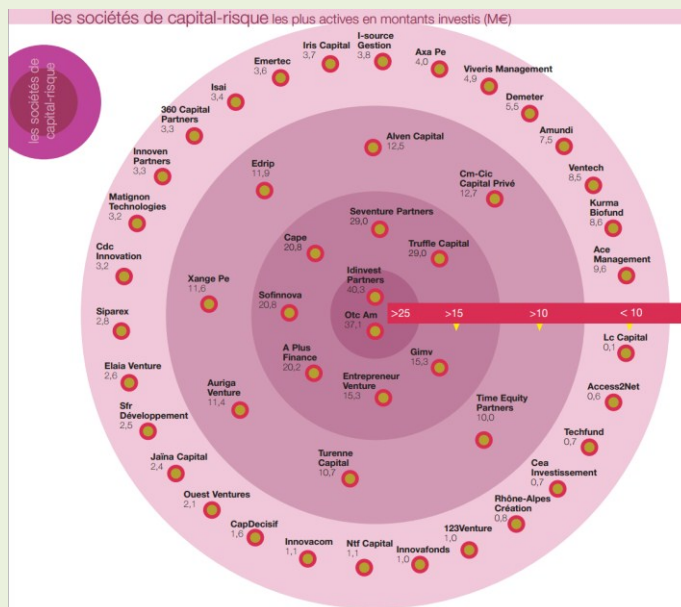 les sociétés de capital-risque les plus actives en montants investis (M€)
les sociétés de
capital-risque
I-source
Gestion
3,8
Axa Pe
4,0
Viveris Management
4,9
Demeter
5,5
Amundi
7,5
Ventech
8,5
Kurma
Biofund
8,6
Ace
Management
9,6
Iris Capital
3,7
Emertec
3,6
Isai
3,4
360 Capital
Partners
3,3
Innoven
Partners
3,3
Matignon
Technologies
3,2
Cdc
Innovation
3,2
Siparex
2,8
Elaia Venture
2,6
Sfr
Développement
2,5
Jaïna Capital
2,4
Ouest Ventures
2,1
CapDecisif
1,6
Innovacom
1,1
Ntf Capital
1,1
Innovafonds
1,0
123Venture
1,0
Rhône-Alpes
Création
0,8
Cea
Investissement
0,7
Techfund
0,7
Access2Net
0,6
Lc Capital
0,1
Alven Capital
12,5
Cm-Cic
Capital Privé
12,7
Edrip
11,9
Xange Pe
11,6
Auriga
Venture
11,4
Turenne
Capital
10,7
Time Equity
Partners
10,0
Seventure Partners
29,0
Truffle Capital
29,0
Cape
20,8
Sofinnova
20,8
A Plus
Finance
20,2
Entrepreneur
Venture
15,3
Gimv
15,3
Idinvest
Partners
40,3
Otc Am
37,1
>25 >15 >10 < 10